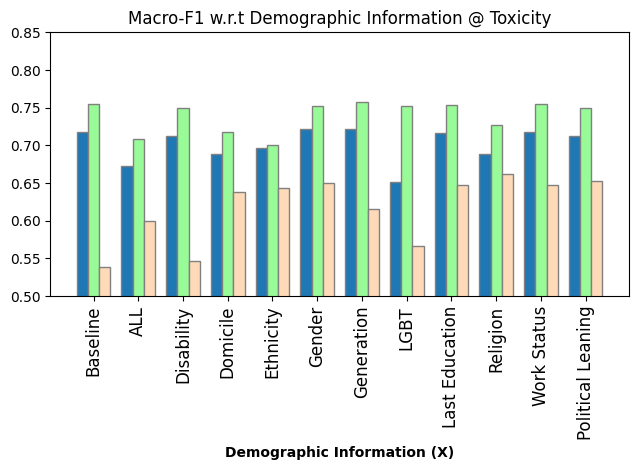 Macro-F1 w.r.t Demographic Information @ Toxicity
0.85
0.80
0.75
0.70
0.65
0.60
0.55
0.50
Baseline
ALL
Disability
Domicile
Ethnicity
Gender
Generation
LGBT
Last Education
Religion
Work Status
Political Leaning
Demographic Information (X)